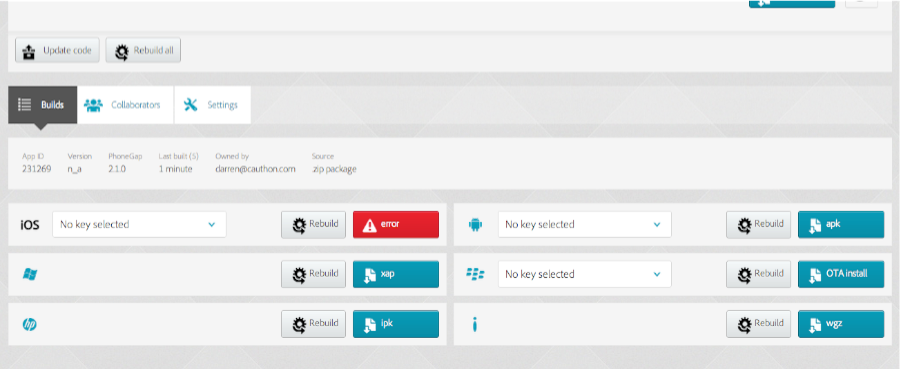 Update code Rebuild all
Builds Collaborators Settings
App ID Version PhoneGap Last built (5) Owned by Source
231269 n_a 2.1.0 1 minute darren@cauthon.com .zip package
iOS No key selected Rebuild error No key selected Rebuild apk
Rebuild xap No key selected Rebuild OTA install
hp Rebuild ipk Rebuild wgz